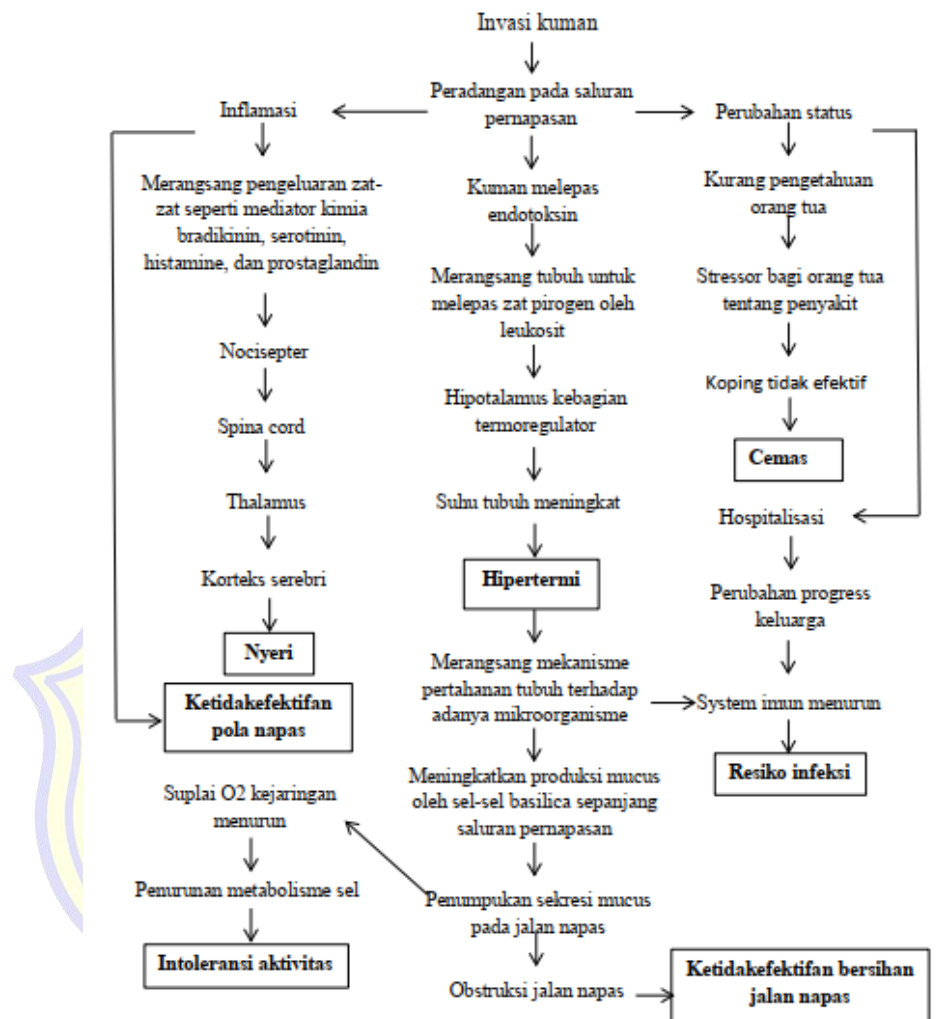 Invasi kuman
Peradangan pada saluran
pernapasan
Inflamasi
Perubahan status
Merangsang pengeluaran zat-
zat seperti mediator kimia
bradikinin, serotinin,
histamine, dan prostaglandin
Nocisepter
Spina cord
Thalamus
Korteks serebri
Nyeri
Ketidakefektifan
pola napas
Kuman melepas
endotoksin
Merangsang tubuh untuk
melepas zat pirogen oleh
leukosit
Hipotalamus kebagian
termoregulator
Suhu tubuh meningkat
Hipertermi
Merangsang mekanisme
pertahanan tubuh terhadap
adanya mikroorganisme
Meningkatkan produksi mucus
oleh sel-sel basilica sepanjang
saluran pernapasan
Penumpukan sekresi mucus
pada jalan napas
Obstruksi jalan napas
Ketidakefektifan bersihan
jalan napas
Suplai O2 kejaringan
menurun
Penurunan metabolisme sel
Intoleransi aktivitas
Kurang pengetahuan
orang tua
Stressor bagi orang tua
tentang penyakit
Koping tidak efektif
Cemas
Hospitalisasi
Perubahan progress
keluarga
System imun menurun
Resiko infeksi